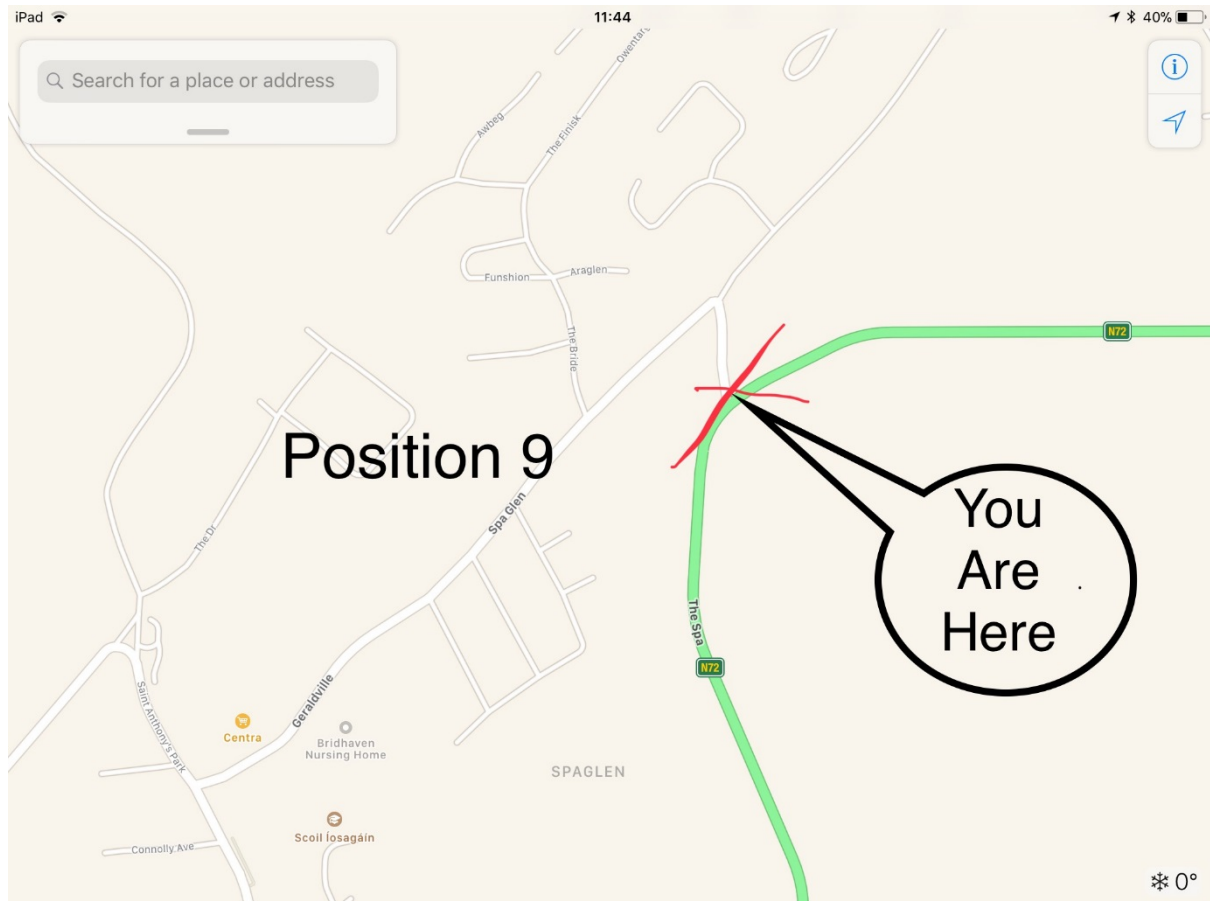 iPad
11:44
40%
Search for a place or address
Owentar
Awbeg
The Finisk
Funshion
Araglen
The Bride
N72
Position 9
You
Are
Here
Spa Glen
The Dr
The Spa
N72
Geraldville
Saint Anthony's Park
Centra
Bridhaven
Nursing Home
SPAGLEN
Scoil Íosagáin
Connolly Ave
0°